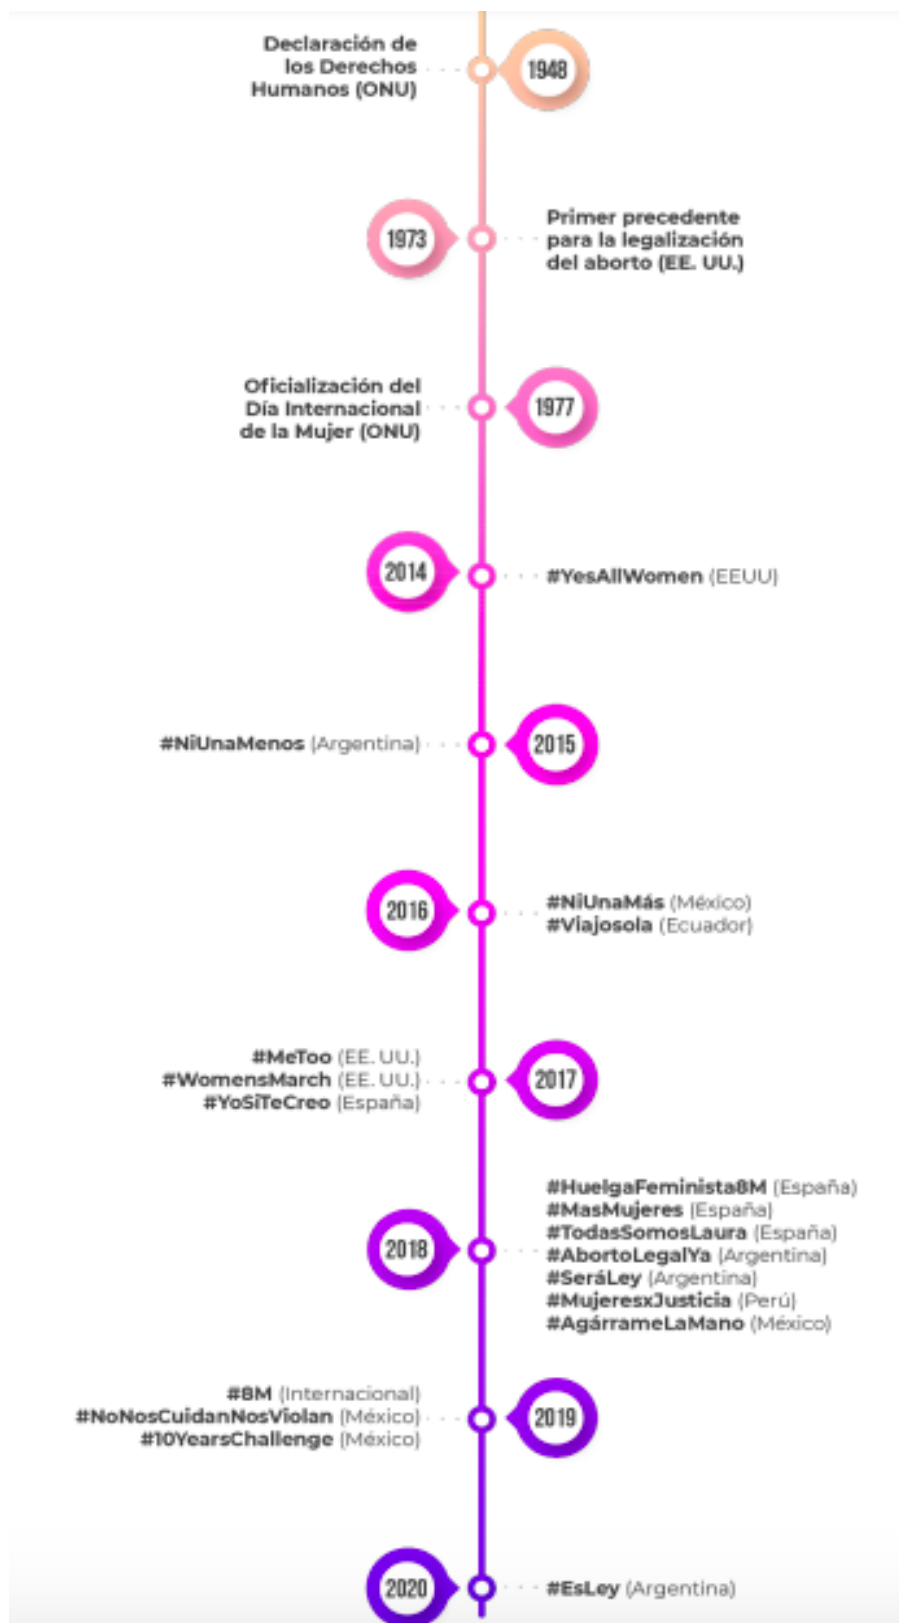 Declaración de
los Derechos
Humanos (ONU)
1948
1973
Primer precedente
para la legalización
del aborto (EE. UU.)
Oficialización del
Día Internacional
de la Mujer (ONU)
1977
2014
#YesAllWomen (EEUU)
#NiUnaMenos (Argentina)
2015
2016
#NiUnaMás (México)
#Viajosola (Ecuador)
#MeToo (EE. UU.)
#WomensMarch (EE. UU.)
#YoSiTeCreo (España)
2017
2018
#HuelgaFeminista8M (España)
#MasMujeres (España)
#TodasSomosLaura (España)
#AbortoLegalYa (Argentina)
#SeráLey (Argentina)
#MujeresxJusticia (Perú)
#AgárrameLaMano (México)
#8M (Internacional)
#NoNosCuidanNosViolan (México)
#10YearsChallenge (México)
2019
2020
#EsLey (Argentina)